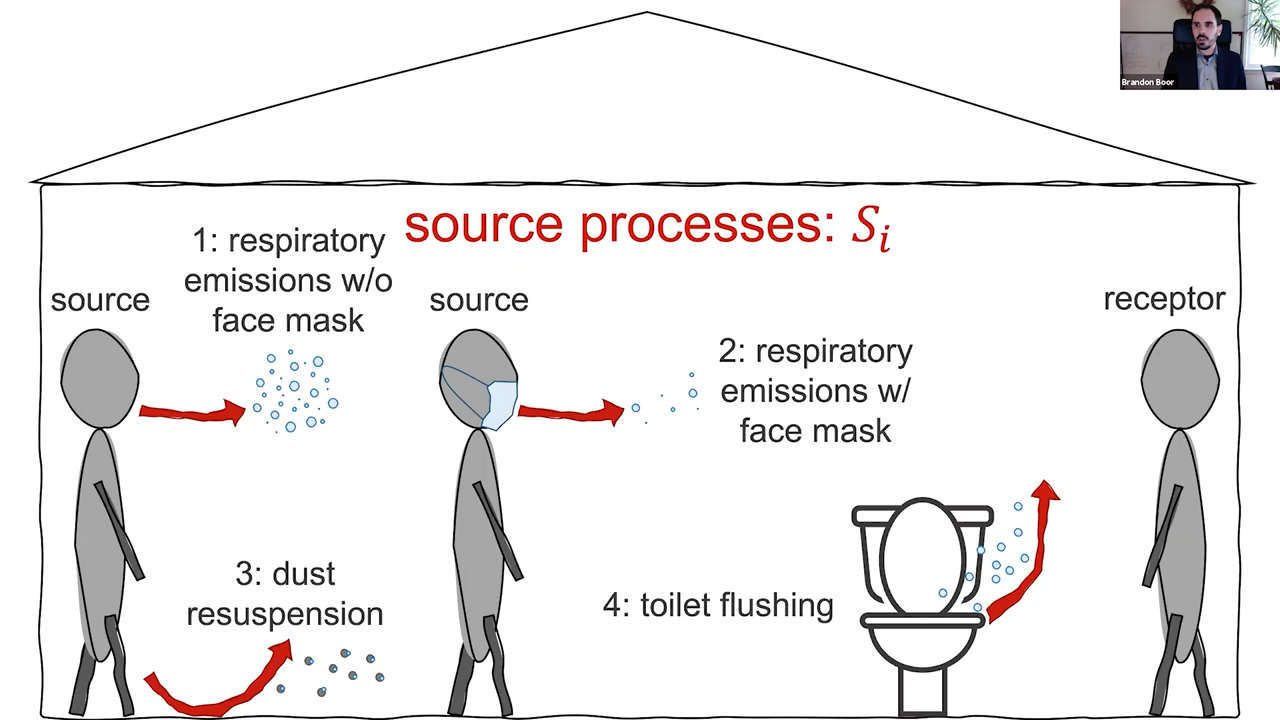 Brandon Boor
source processes: Sᵢ
1: respiratory
emissions w/o
face mask
source
source
receptor
2: respiratory
emissions w/
face mask
3: dust
resuspension
4: toilet flushing